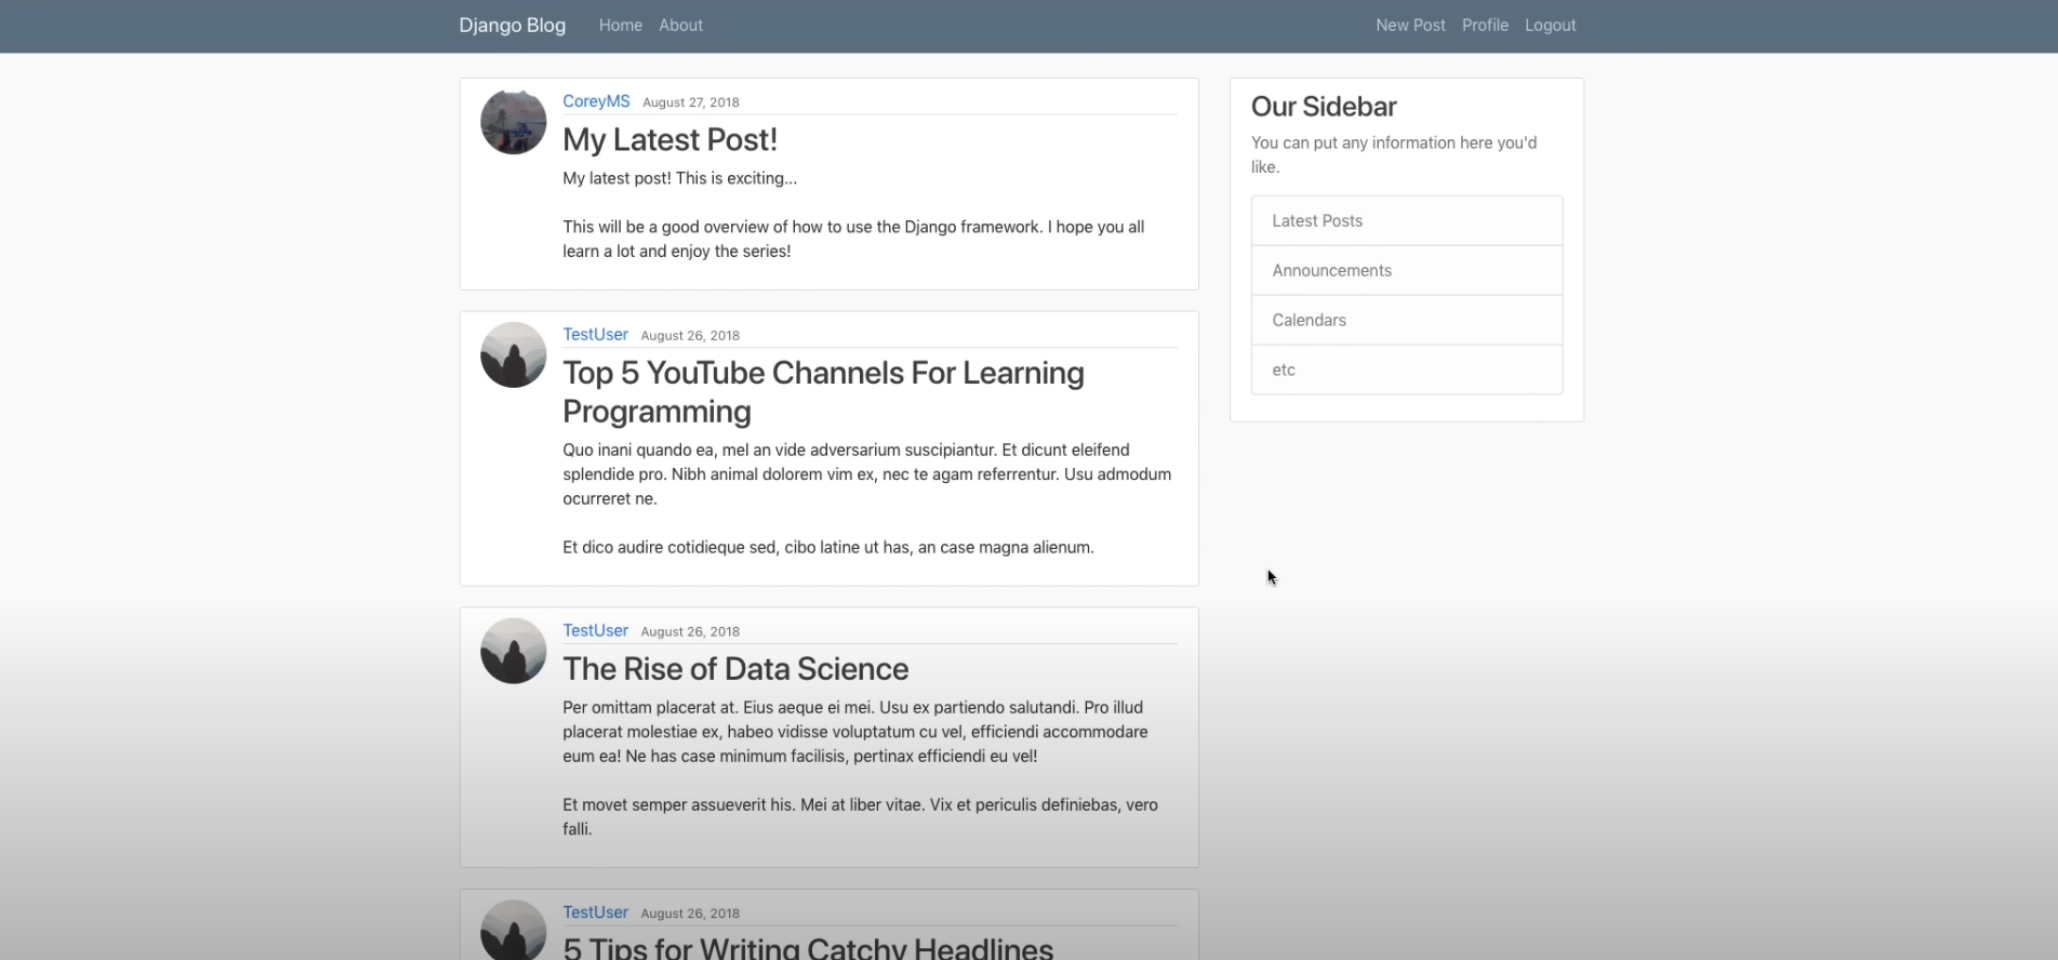 Django Blog Home About New Post Profile Logout
CoreyMS August 27, 2018
My Latest Post!
My latest post! This is exciting...
This will be a good overview of how to use the Django framework. I hope you all
learn a lot and enjoy the series!
TestUser August 26, 2018
Top 5 YouTube Channels For Learning
Programming
Quo inani quando ea, mel an vide adversarium suscipiantur. Et dicunt eleifend
splendide pro. Nibh animal dolorem vim ex, nec te agam referrentur. Usu admodum
ocurreret ne.
Et dico audire cotidieque sed, cibo latine ut has, an case magna alienum.
TestUser August 26, 2018
The Rise of Data Science
Per omittam placerat at. Eius aeque ei mei. Usu ex partiendo salutandi. Pro illud
placerat molestiae ex, habeo vidisse voluptatum cu vel, efficiendi accommodare
eum ea! Ne has case minimum facilisis, pertinax efficiendi eu vel!
Et movet semper assueverit his. Mei at liber vitae. Vix et periculis definiebas, vero
falli.
TestUser August 26, 2018
5 Tips for Writing Catchy Headlines
Our Sidebar
You can put any information here you'd
like.
Latest Posts
Announcements
Calendars
etc